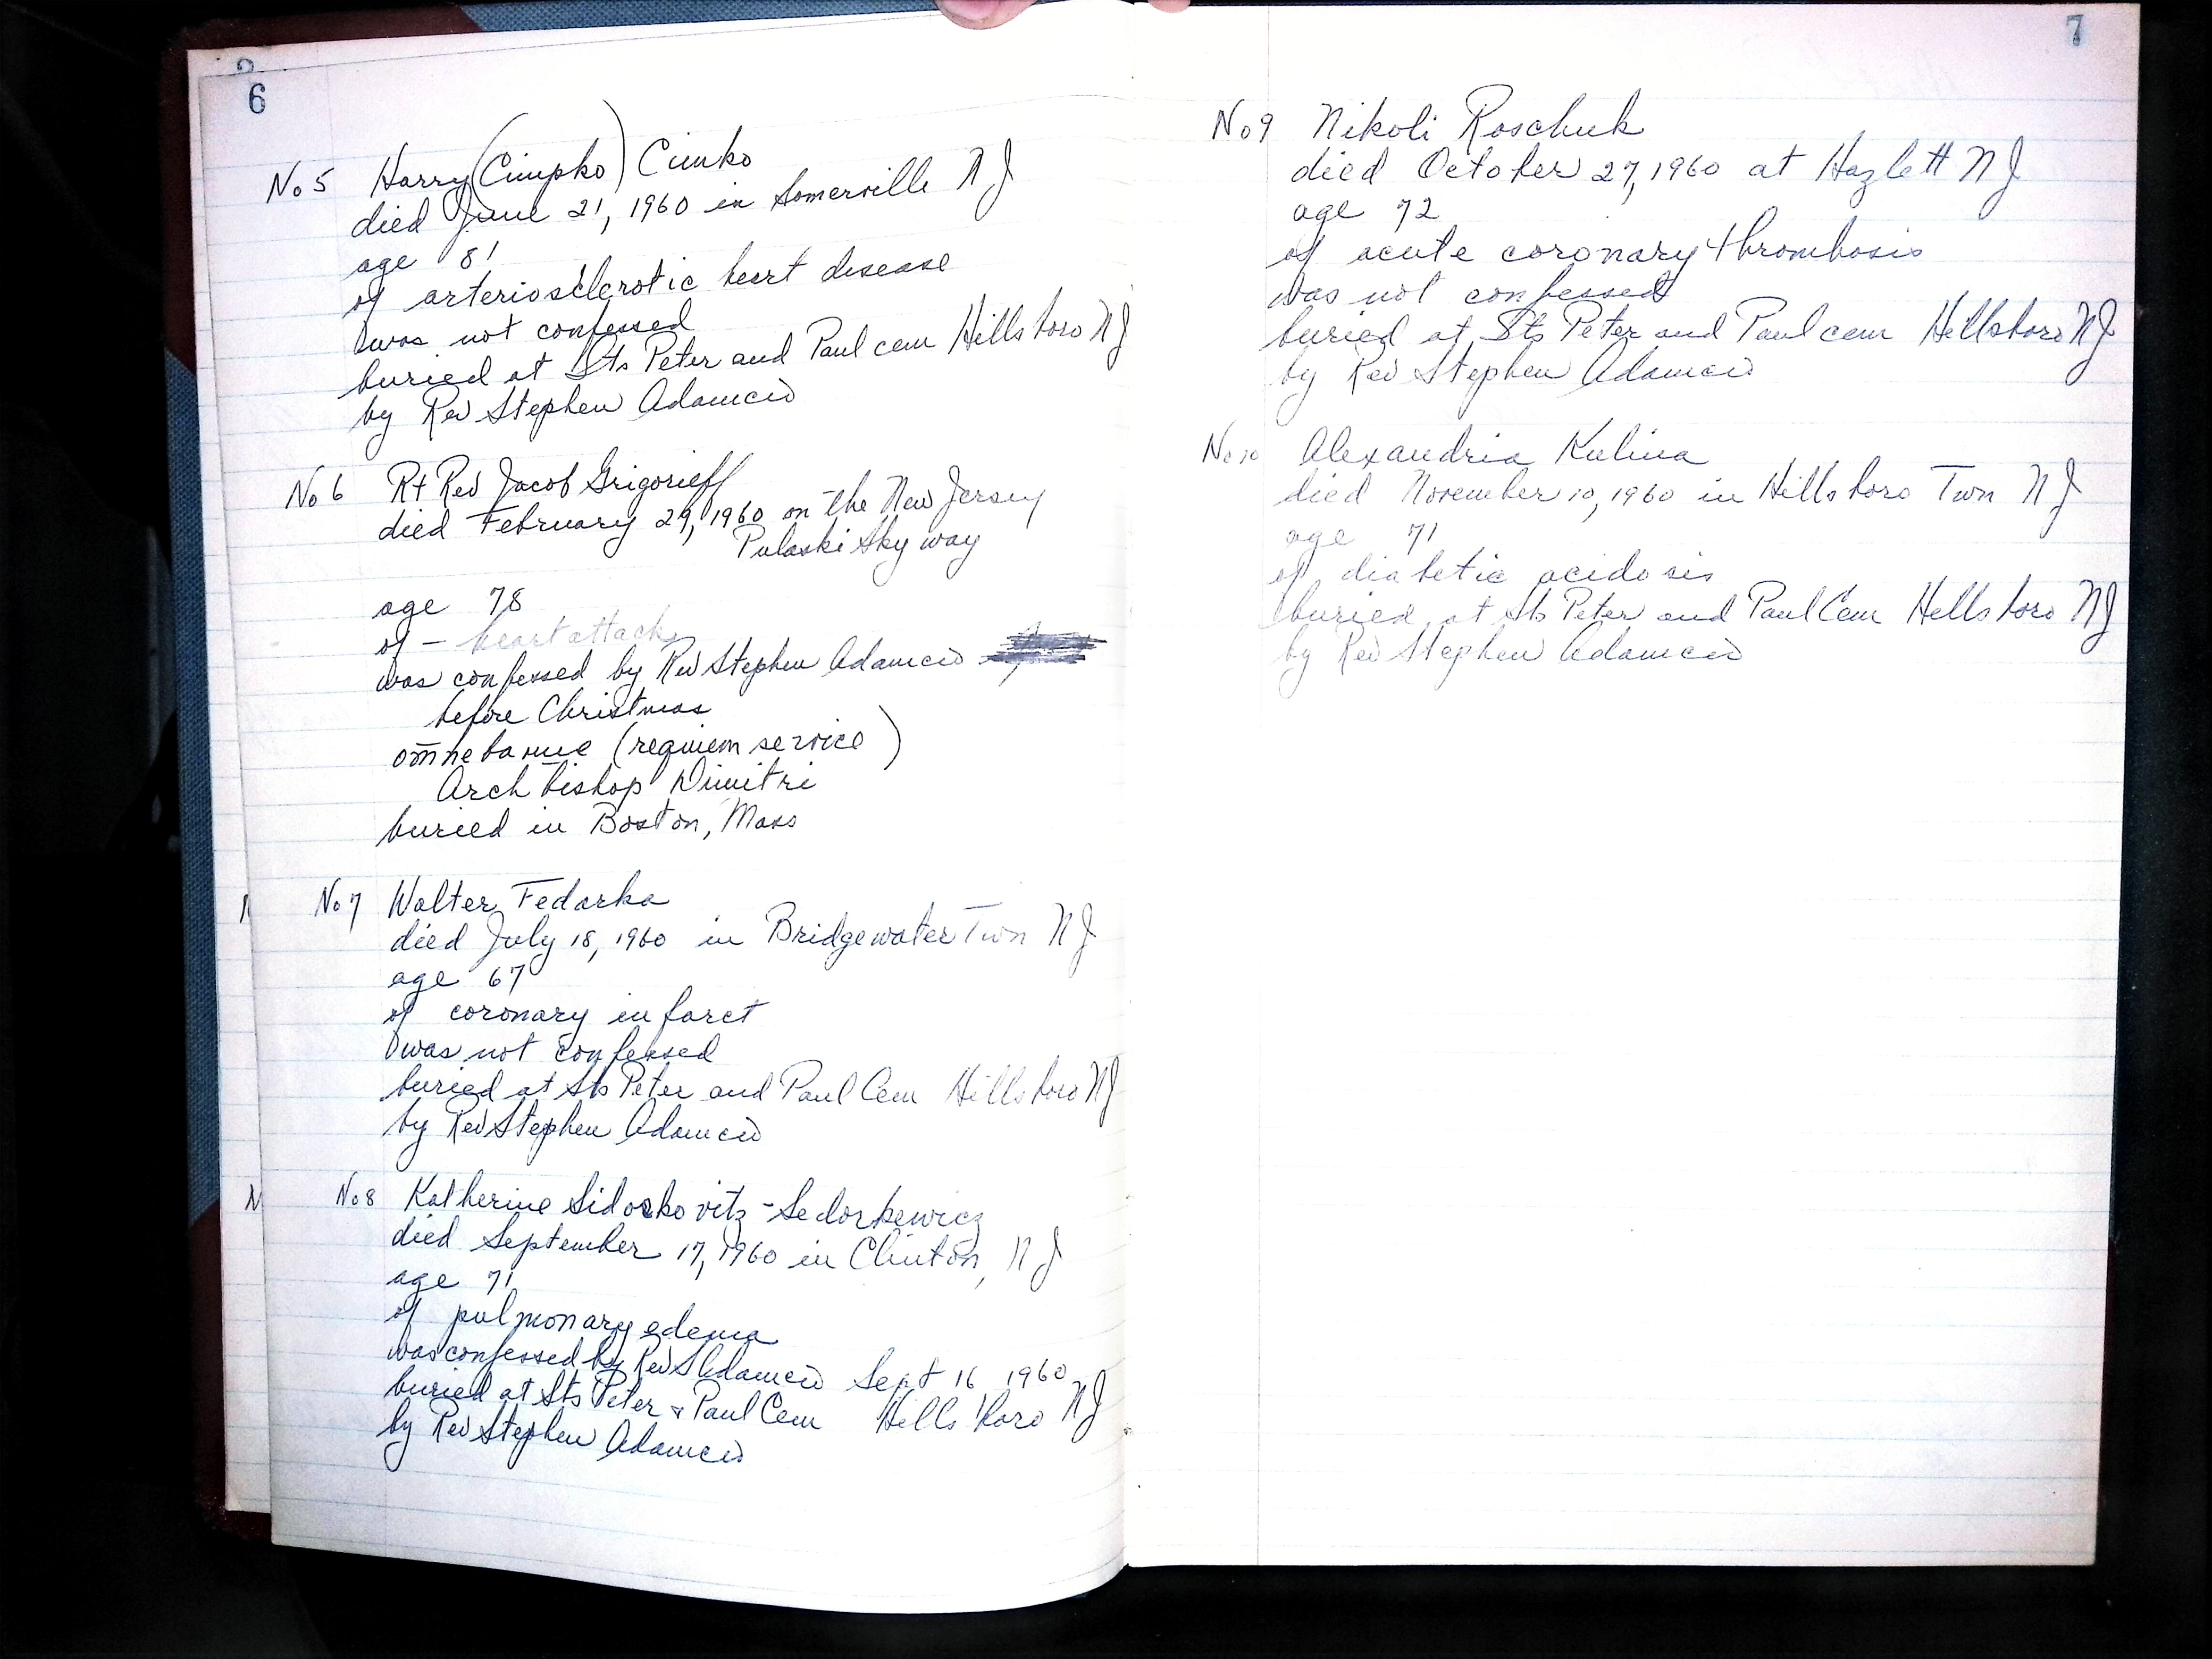 6
No 5 Harry (Cimpko) Cimko
died June 21, 1960 in Somerville N J
age 81
of arteriosclerotic heart disease
was not confessed
buried at Sts Peter and Paul cem Hillsboro NJ
by Rev Stephen Adamcio
No 6 Rt Rev Jacob Grigorieff
died February 29, 1960 on the New Jersey
Pulaski Sky way
age 78
of - heart attack
was confessed by Rev Stephen Adamcio
before Christmas
(requiem service)
Arch bishop Dimitri
buried in Boston, Mass
No 7 Walter Fedorka
died July 18, 1960 in Bridgewater Twn N J
age 67
of coronary infarct
was not confessed
buried at Sts Peter and Paul Cem Hillsboro NJ
by Rev Stephen Adamcio
No 8 Katherine Sidorkovitz - Sedorkewicz
died September 17, 1960 in Clinton, N J
age 71
of pulmonary edema
was confessed by Rev S Adamcio Sept 16 1960
buried at Sts Peter & Paul Cem Hillsboro NJ
by Rev Stephen Adamcio
7
No 9 Nikoli Roschuk
died October 27, 1960 at Hazlett N J
age 72
of acute coronary thrombosis
was not confessed
buried at Sts Peter and Paul cem Hillsboro NJ
by Rev Stephen Adamcio
No 10 Alexandria Kulina
died November 10, 1960 in Hillsboro Twn N J
age 71
of diabetic acidosis
buried at Sts Peter and Paul Cem Hillsboro NJ
by Rev Stephen Adamcio